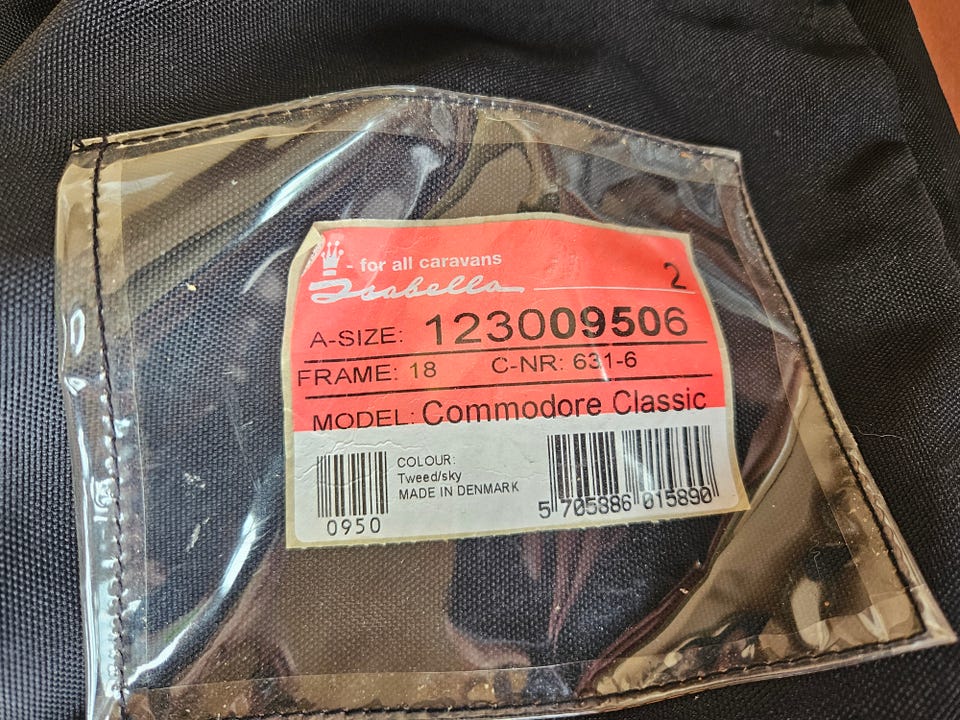 - for all caravans
Isabella 2
A-SIZE: 123009506
FRAME: 18 C-NR: 631-6
MODEL: Commodore Classic
COLOUR:
Tweed/sky
MADE IN DENMARK
0950
5 705886 015890